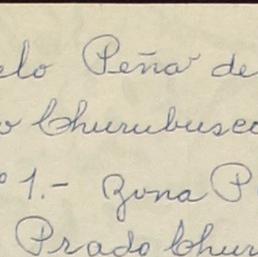 elo Peña de
o Churubusco
o 1.- Zona P
Prado Chur